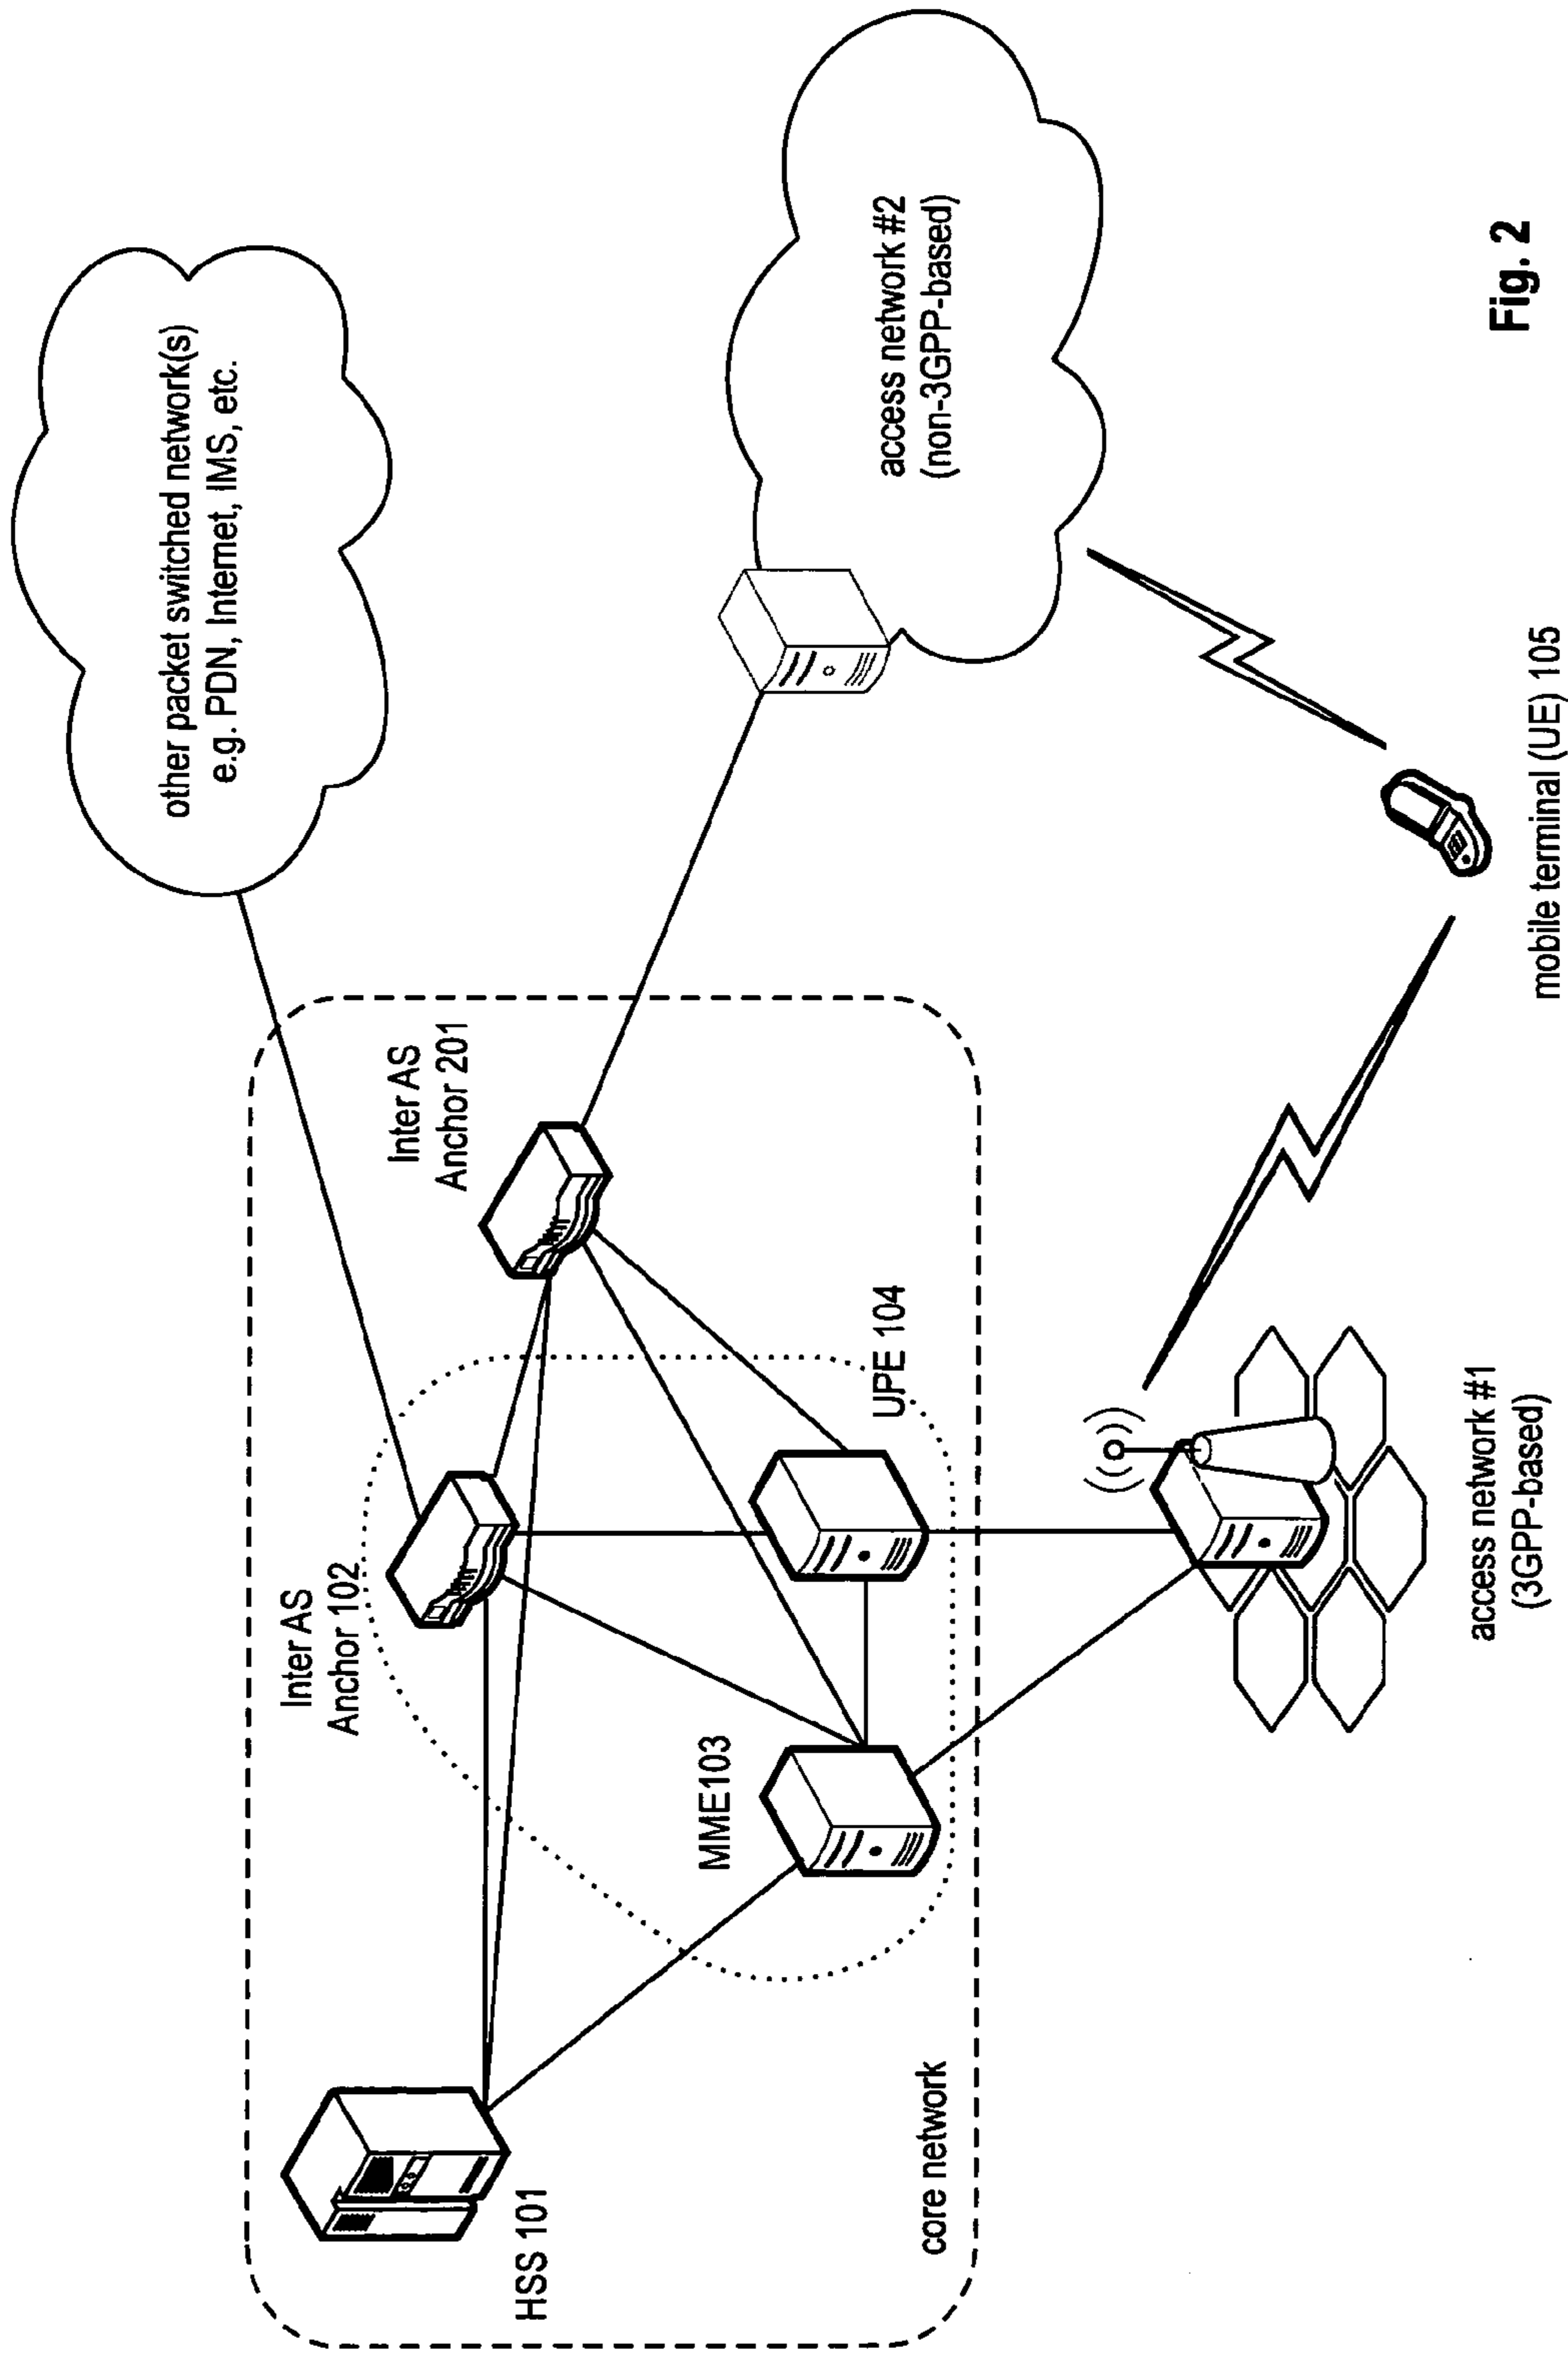 other packet switched network(s)
e.g. PDN, Internet, IMS, etc.
Inter AS
Anchor 201
Inter AS
Anchor 102
HSS 101
MME103
UPE 104
core network
access network #2
(non-3GPP-based)
access network #1
(3GPP-based)
mobile terminal (UE) 105
Fig. 2